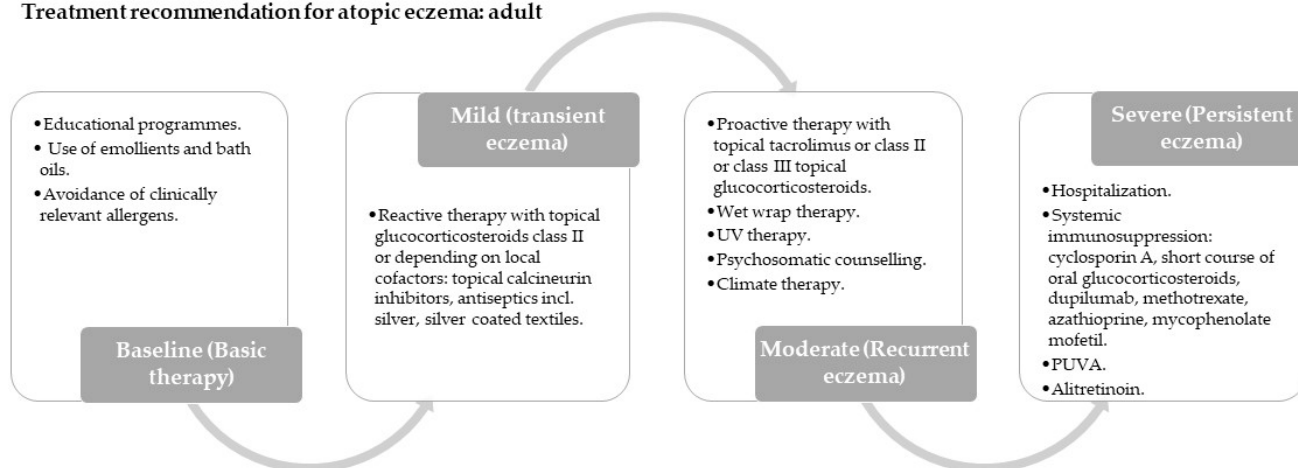 Treatment recommendation for atopic eczema: adult
•Educational programmes.
• Use of emollients and bath
oils.
•Avoidance of clinically
relevant allergens.
Baseline (Basic
therapy)
Mild (transient
eczema)
•Reactive therapy with topical
glucocorticosteroids class II
or depending on local
cofactors: topical calcineurin
inhibitors, antiseptics incl.
silver, silver coated textiles.
•Proactive therapy with
topical tacrolimus or class II
or class III topical
glucocorticosteroids.
•Wet wrap therapy.
•UV therapy.
•Psychosomatic counselling.
•Climate therapy.
Moderate (Recurrent
eczema)
Severe (Persistent
eczema)
•Hospitalization.
•Systemic
immunosuppression:
cyclosporin A, short course of
oral glucocorticosteroids,
dupilumab, methotrexate,
azathioprine, mycophenolate
mofetil.
•PUVA.
•Alitretinoin.